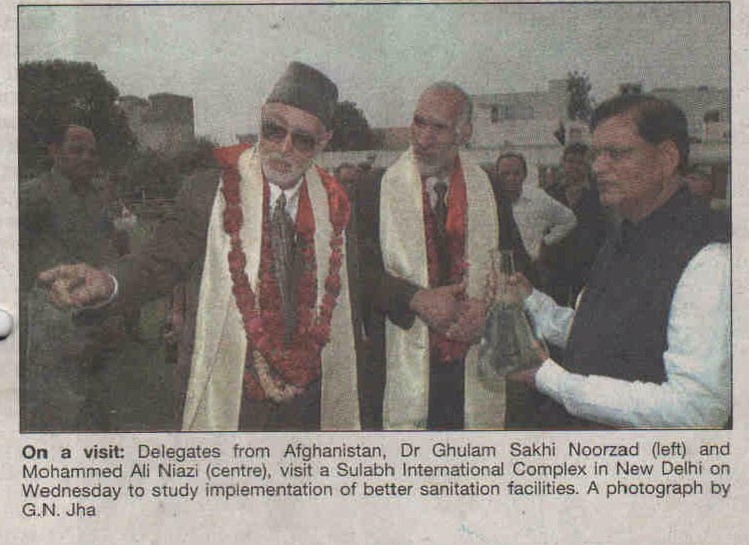 On a visit: Delegates from Afghanistan, Dr Ghulam Sakhi Noorzad (left) and
Mohammed Ali Niazi (centre), visit a Sulabh International Complex in New Delhi on
Wednesday to study implementation of better sanitation facilities. A photograph by
G.N. Jha